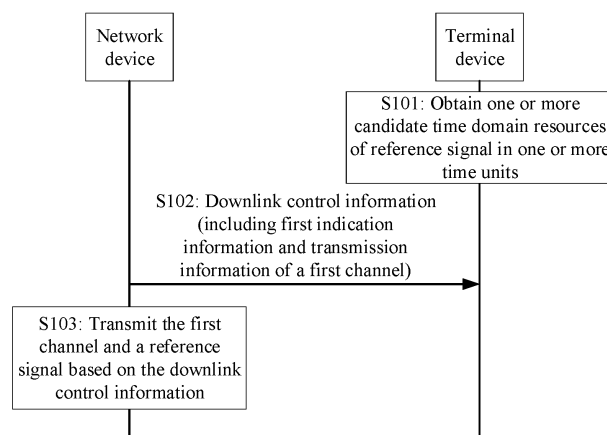 Network
device
Terminal
device
S101: Obtain one or more
candidate time domain resources
of reference signal in one or more
time units
S102: Downlink control information
(including first indication
information and transmission
information of a first channel)
S103: Transmit the first
channel and a reference
signal based on the downlink
control information